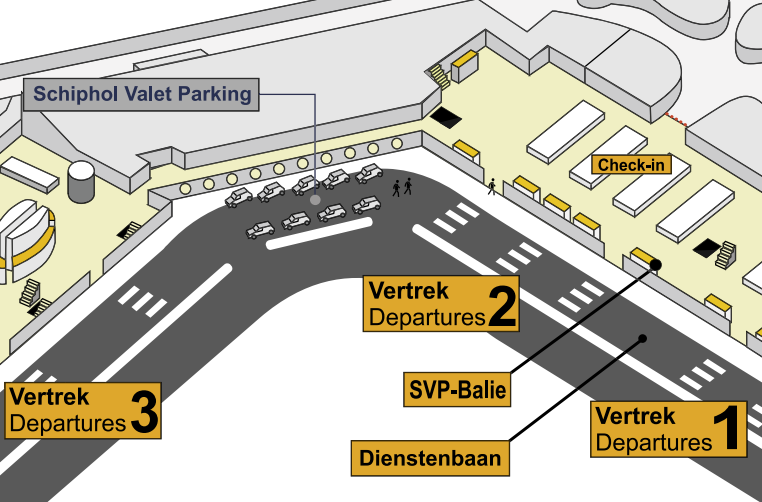 Schiphol Valet Parking
Check-in
Vertrek
Departures 2
SVP-Balie
Vertrek
Departures 3
Vertrek
Departures 1
Dienstenbaan